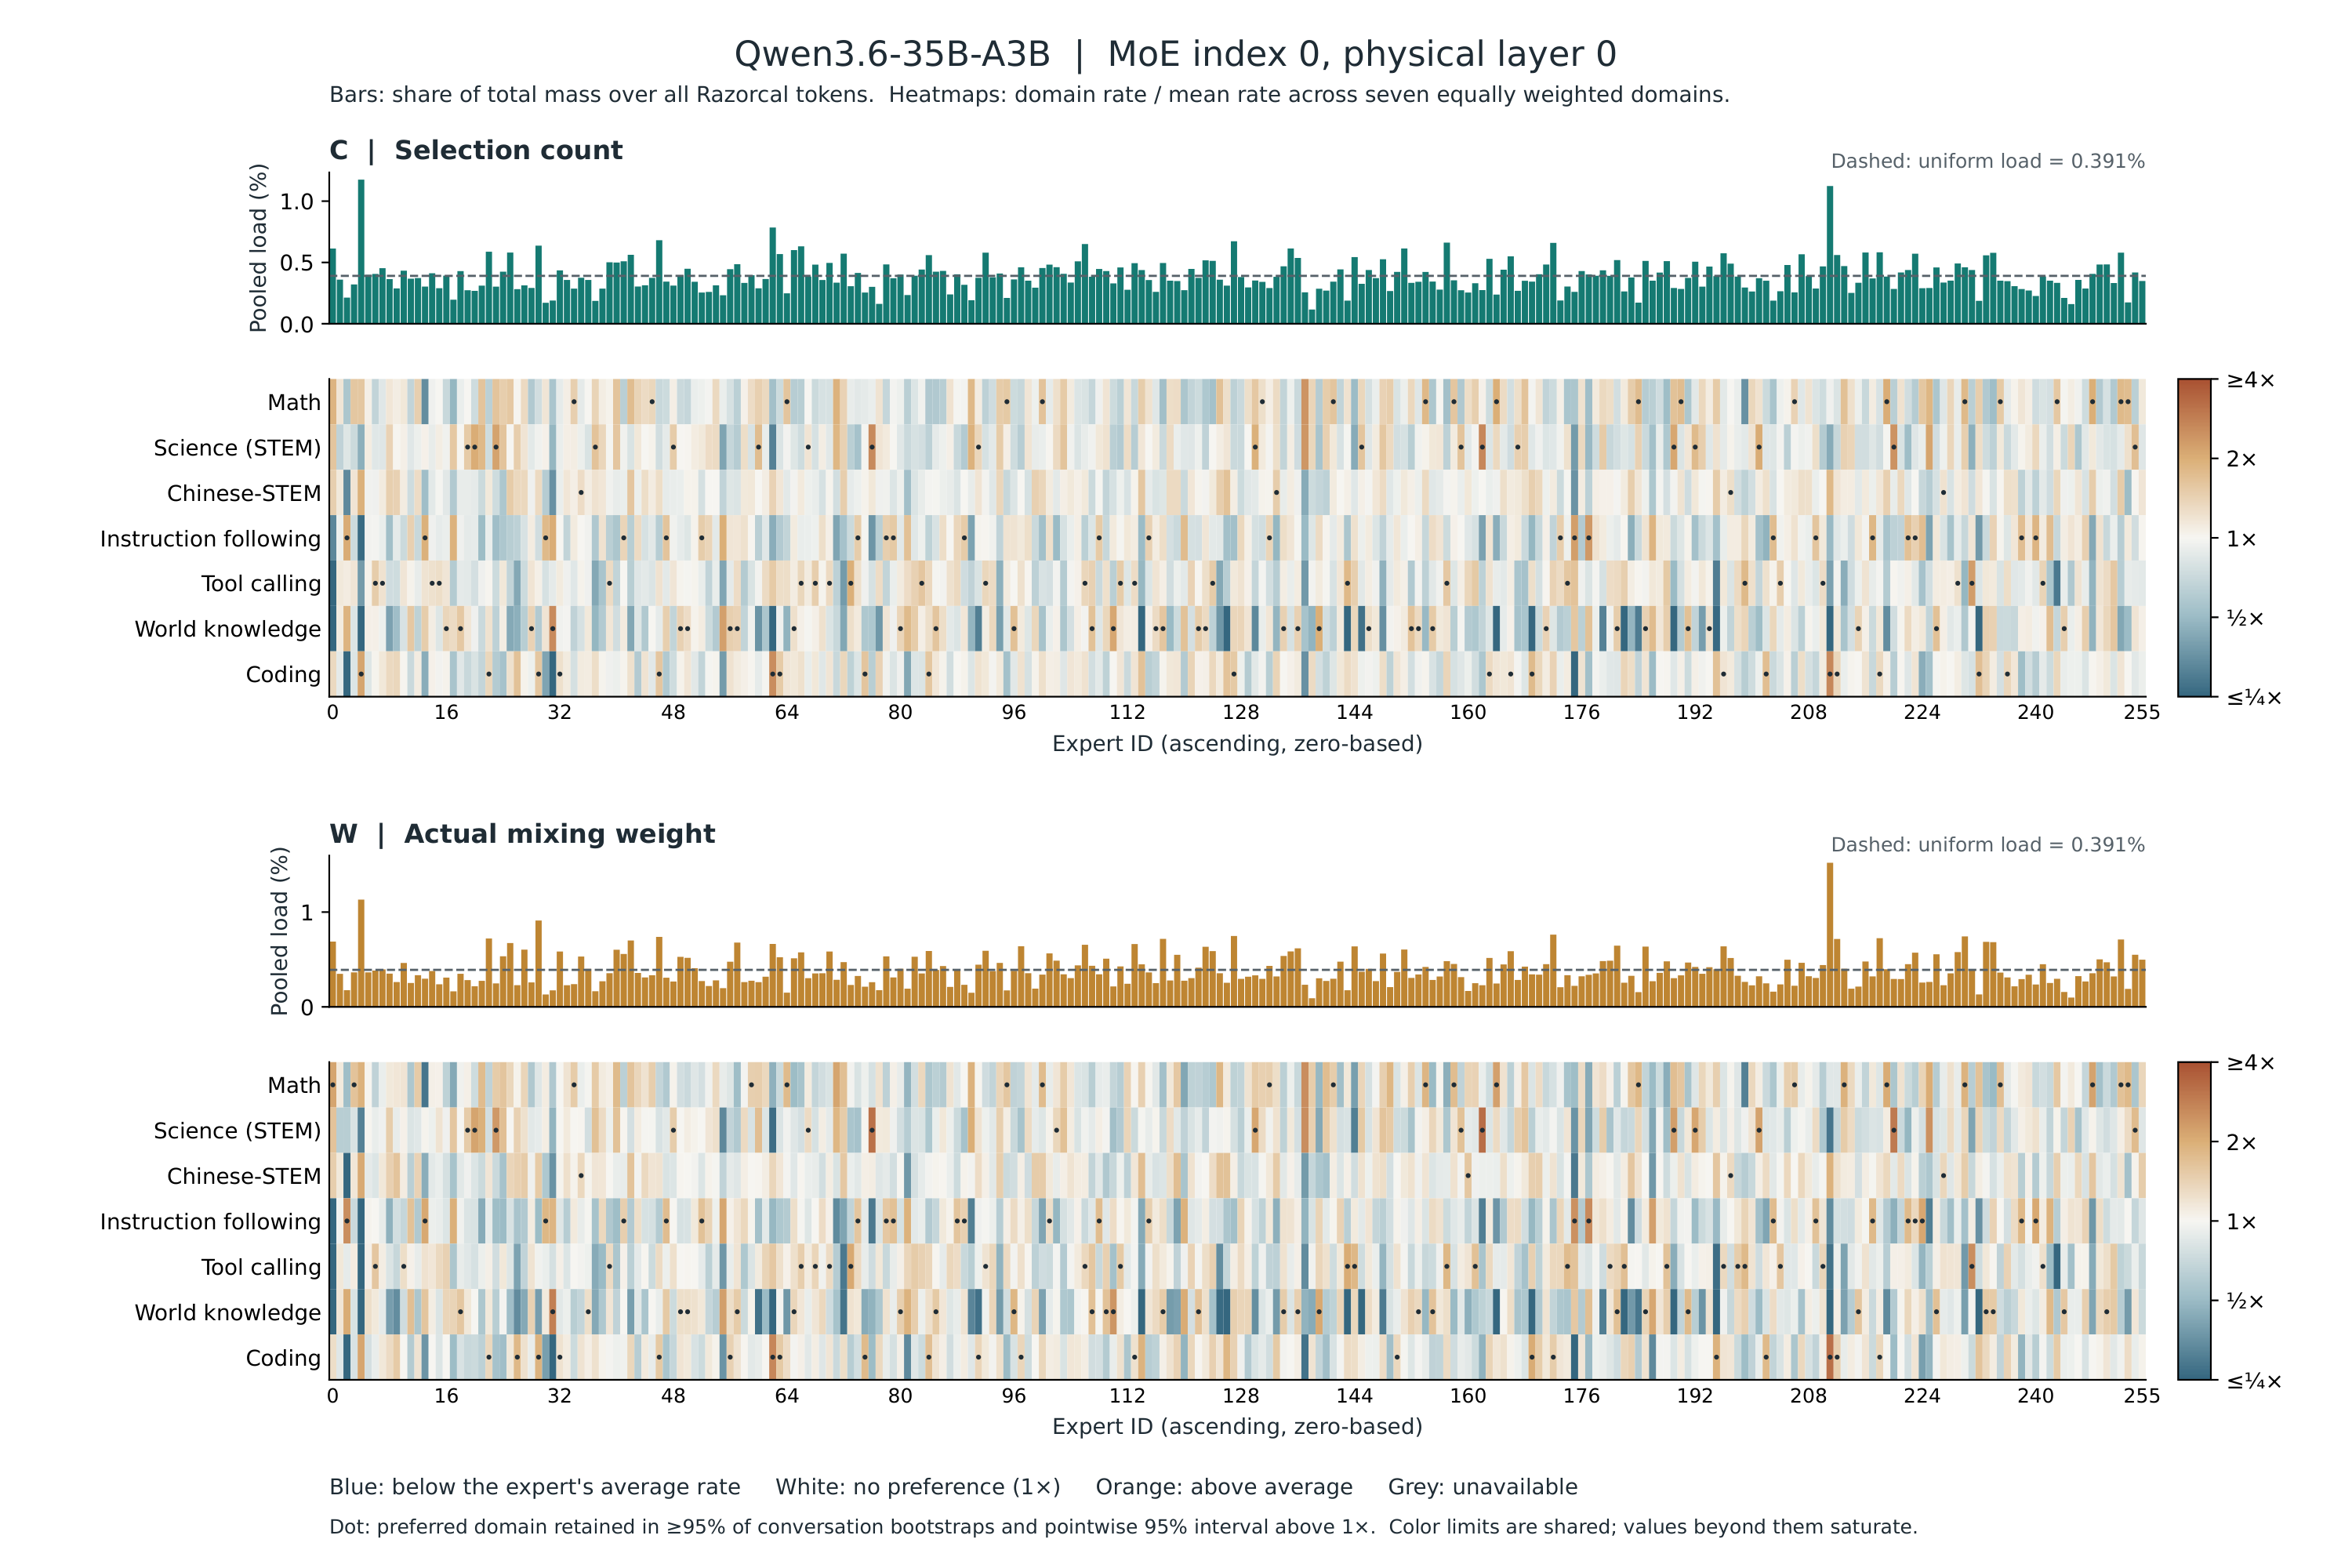 Qwen3.6-35B-A3B | MoE index 0, physical layer 0
Bars: share of total mass over all Razorcal tokens. Heatmaps: domain rate / mean rate across seven equally weighted domains.
C | Selection count
Dashed: uniform load = 0.391%
Pooled load (%)
1.0
0.5
0.0
Math
Science (STEM)
Chinese-STEM
Instruction following
Tool calling
World knowledge
Coding
≥4×
2×
1×
½×
≤¼×
0 16 32 48 64 80 96 112 128 144 160 176 192 208 224 240 255
Expert ID (ascending, zero-based)
W | Actual mixing weight
Dashed: uniform load = 0.391%
Pooled load (%)
1
0
Math
Science (STEM)
Chinese-STEM
Instruction following
Tool calling
World knowledge
Coding
≥4×
2×
1×
½×
≤¼×
0 16 32 48 64 80 96 112 128 144 160 176 192 208 224 240 255
Expert ID (ascending, zero-based)
Blue: below the expert's average rate White: no preference (1×) Orange: above average Grey: unavailable
Dot: preferred domain retained in ≥95% of conversation bootstraps and pointwise 95% interval above 1×. Color limits are shared; values beyond them saturate.